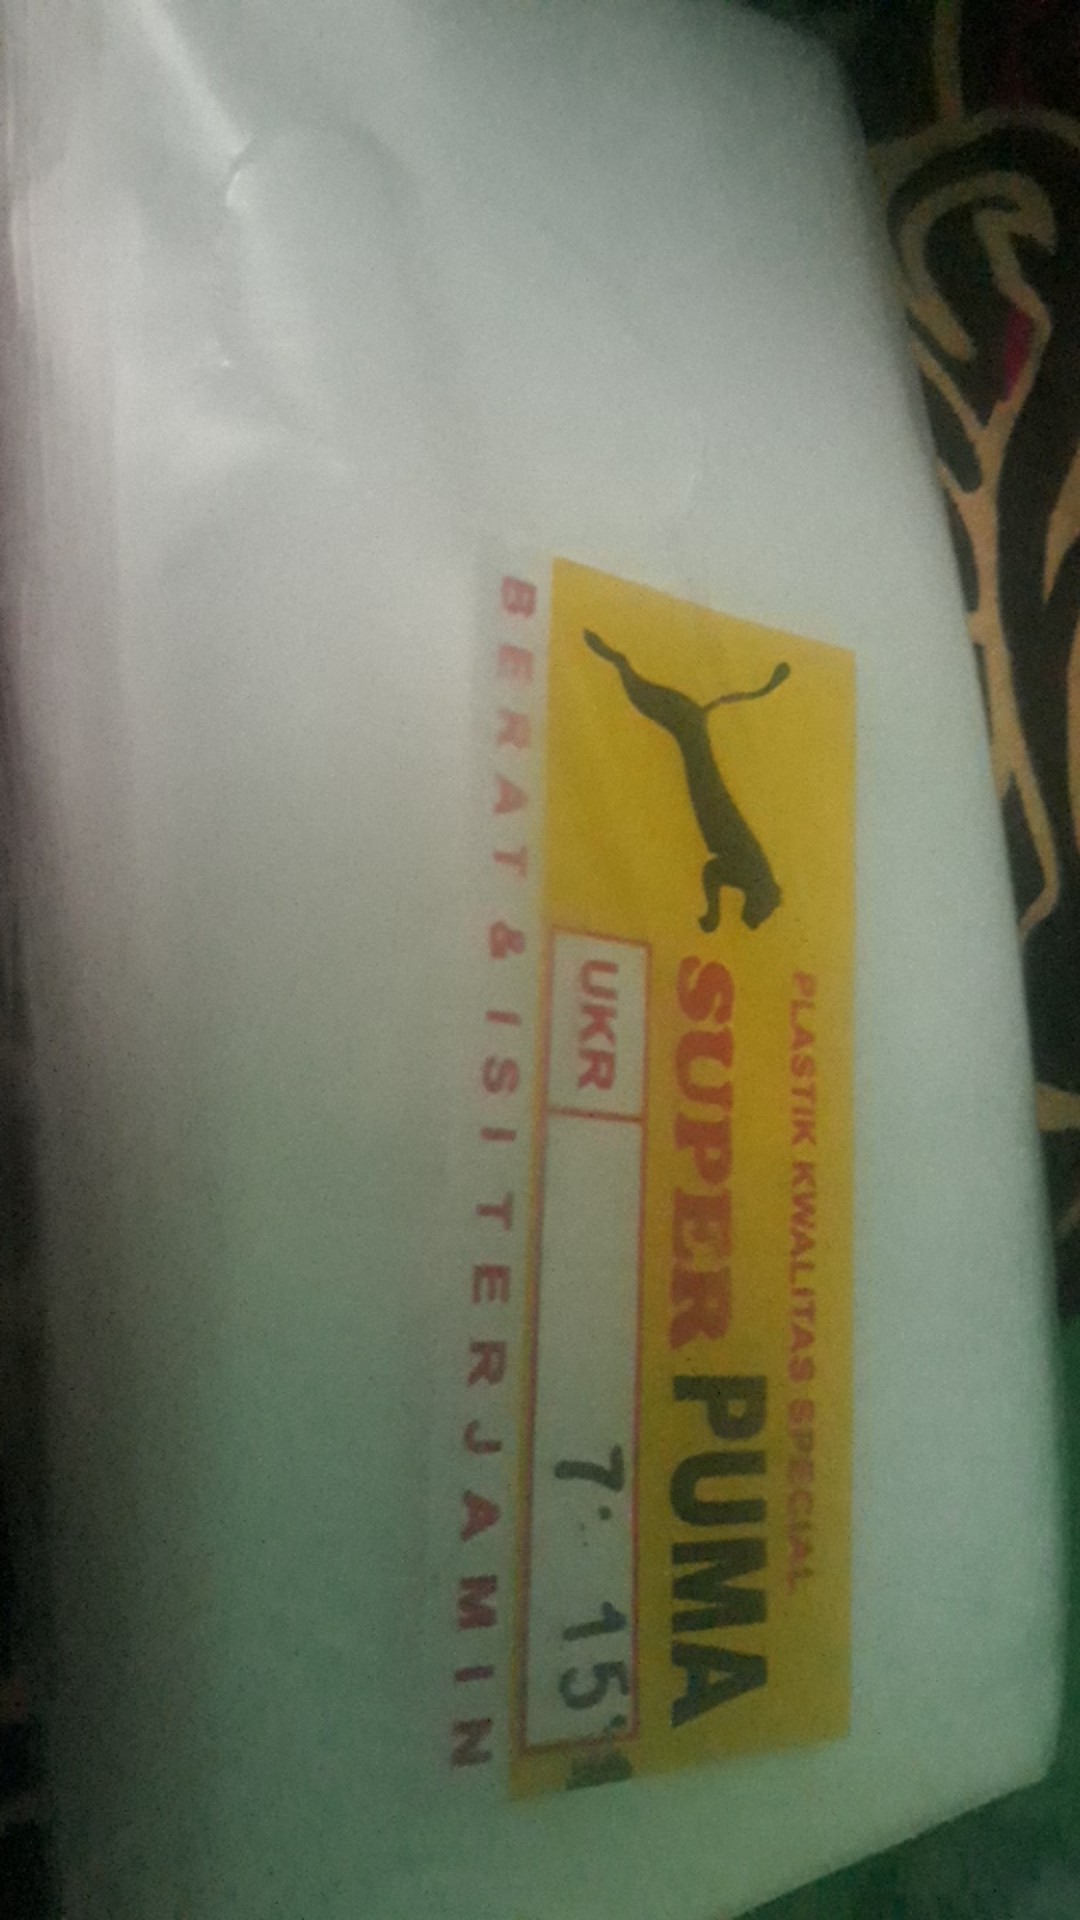 PLASTIK KWALITAS SPECIAL
SUPER PUMA
UKR 7. 15
BERAT & ISI TERJAMIN